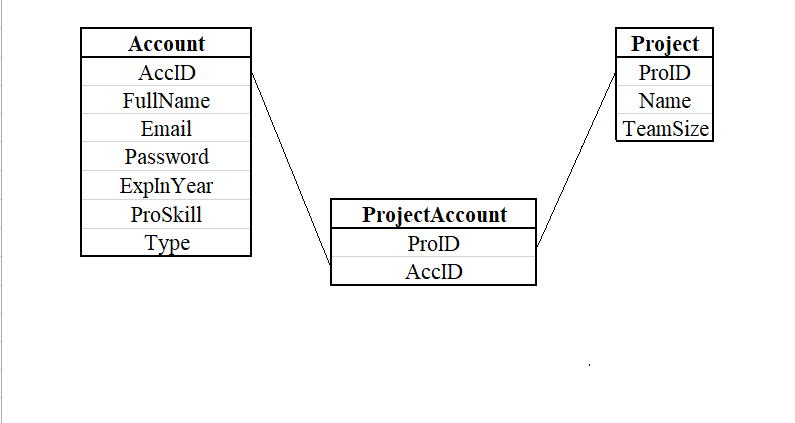 Account
AccID
FullName
Email
Password
ExpInYear
ProSkill
Type
Project
ProID
Name
TeamSize
ProjectAccount
ProID
AccID